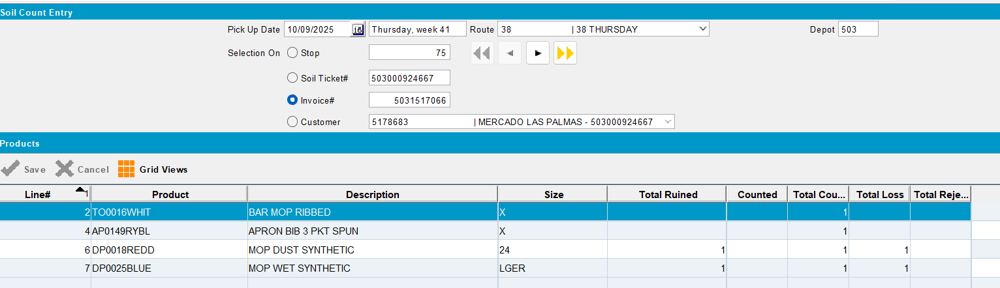 Soil Count Entry
Pick Up Date 10/09/2025 15 Thursday, week 41 Route 38 | 38 THURSDAY Depot 503
Selection On Stop 75
Soil Ticket# 503000924667
Invoice# 5031517066
Customer 5178683 | MERCADO LAS PALMAS - 503000924667
Products
Save Cancel Grid Views
Line# 1 Product Description Size Total Ruined Counted Total Cou... Total Loss Total Reje...
2 TO0016WHIT BAR MOP RIBBED X 1
4 AP0149RYBL APRON BIB 3 PKT SPUN X 1
6 DP0018REDD MOP DUST SYNTHETIC 24 1 1 1
7 DP0025BLUE MOP WET SYNTHETIC LGER 1 1 1